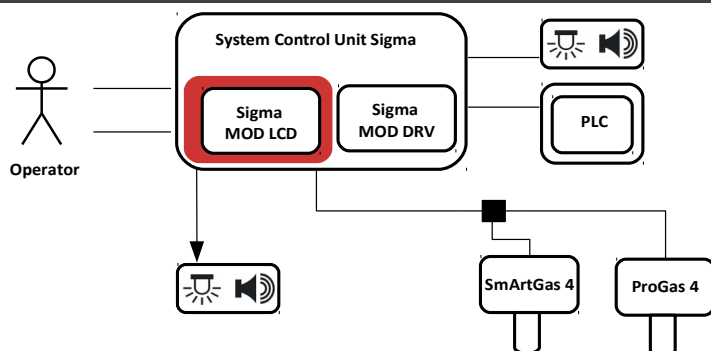 System Control Unit Sigma
Sigma
MOD LCD
Sigma
MOD DRV
PLC
Operator
SmArtGas 4
ProGas 4